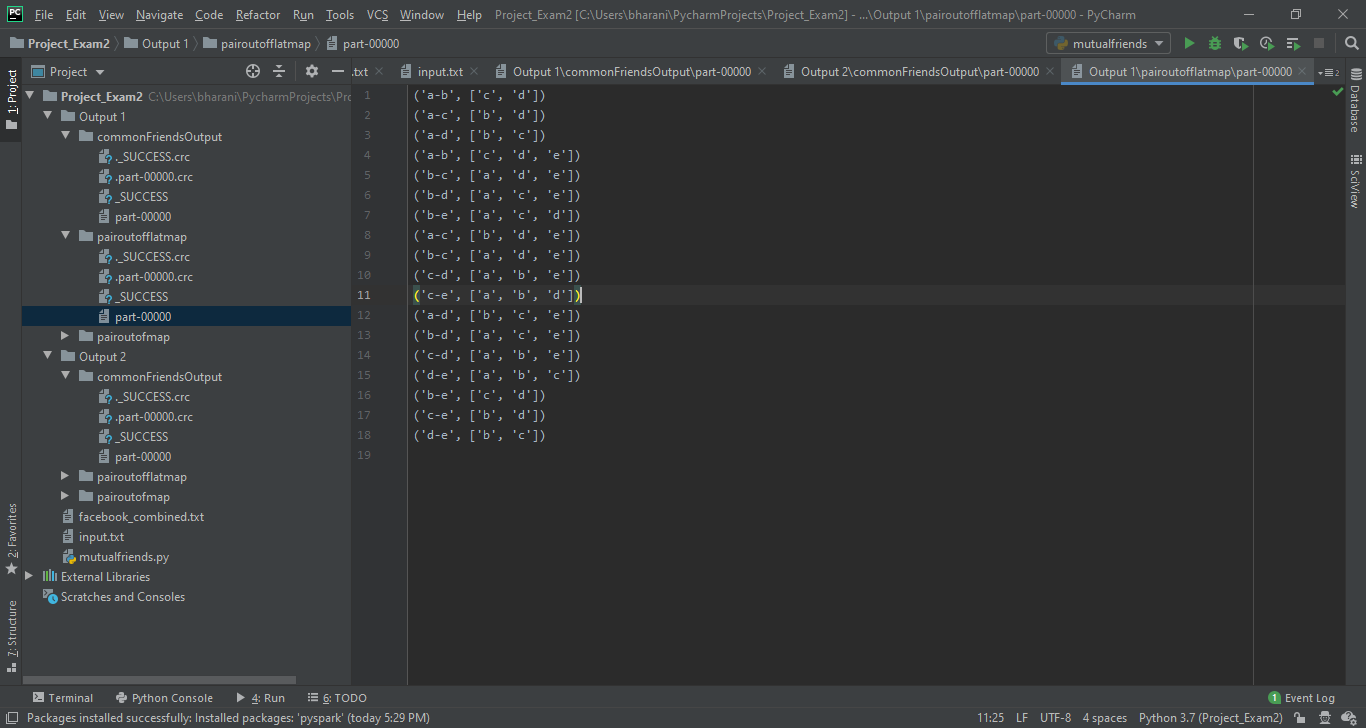 PC File Edit View Navigate Code Refactor Run Tools VCS Window Help Project_Exam2 [C:\Users\bharani\PycharmProjects\Project_Exam2] - ...\Output 1\pairoutofflatmap\part-00000 - PyCharm
Project_Exam2 Output 1 pairoutofflatmap part-00000 mutualfriends
Project .txt input.txt Output 1\commonFriendsOutput\part-00000 Output 2\commonFriendsOutput\part-00000 Output 1\pairoutofflatmap\part-00000 2
1: Project
Project_Exam2 C:\Users\bharani\PycharmProjects\Prc
Output 1
commonFriendsOutput
._SUCCESS.crc
.part-00000.crc
_SUCCESS
part-00000
pairoutofflatmap
._SUCCESS.crc
.part-00000.crc
_SUCCESS
part-00000
pairoutofmap
Output 2
commonFriendsOutput
._SUCCESS.crc
.part-00000.crc
_SUCCESS
part-00000
pairoutofflatmap
pairoutofmap
facebook_combined.txt
input.txt
mutualfriends.py
External Libraries
Scratches and Consoles
2: Favorites
7: Structure
1 ('a-b', ['c', 'd'])
2 ('a-c', ['b', 'd'])
3 ('a-d', ['b', 'c'])
4 ('a-b', ['c', 'd', 'e'])
5 ('b-c', ['a', 'd', 'e'])
6 ('b-d', ['a', 'c', 'e'])
7 ('b-e', ['a', 'c', 'd'])
8 ('a-c', ['b', 'd', 'e'])
9 ('b-c', ['a', 'd', 'e'])
10 ('c-d', ['a', 'b', 'e'])
11 ('c-e', ['a', 'b', 'd'])
12 ('a-d', ['b', 'c', 'e'])
13 ('b-d', ['a', 'c', 'e'])
14 ('c-d', ['a', 'b', 'e'])
15 ('d-e', ['a', 'b', 'c'])
16 ('b-e', ['c', 'd'])
17 ('c-e', ['b', 'd'])
18 ('d-e', ['b', 'c'])
19
Database
SciView
Terminal Python Console 4: Run 6: TODO 1 Event Log
Packages installed successfully: Installed packages: 'pyspark' (today 5:29 PM) 11:25 LF UTF-8 4 spaces Python 3.7 (Project_Exam2)